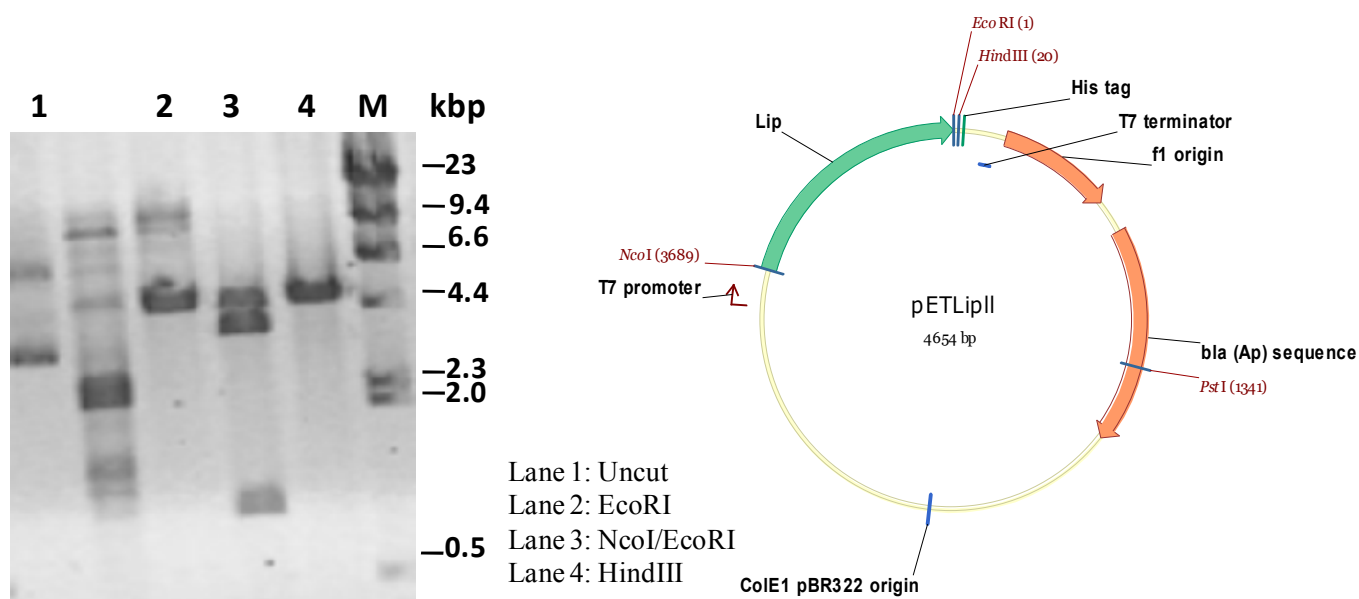 1 2 3 4 M kbp
23
9.4
6.6
4.4
2.3
2.0
0.5
Lane 1: Uncut
Lane 2: EcoRI
Lane 3: NcoI/EcoRI
Lane 4: HindIII
EcoRI (1)
HindIII (20)
His tag
T7 terminator
f1 origin
Lip
NcoI (3689)
T7 promoter
pETLipII
4654 bp
bla (Ap) sequence
PstI (1341)
ColE1 pBR322 origin